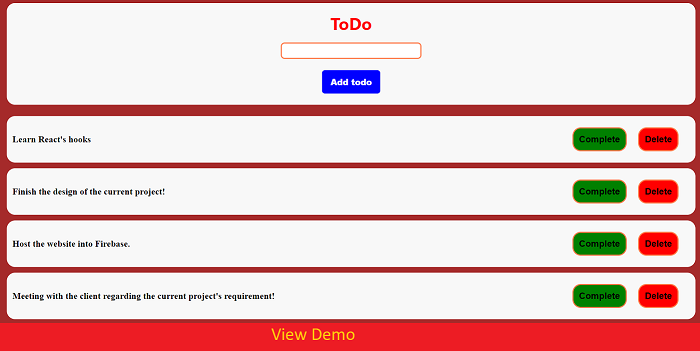 ToDo
Add todo
Learn React's hooks Complete Delete
Finish the design of the current project! Complete Delete
Host the website into Firebase. Complete Delete
Meeting with the client regarding the current project's requirement! Complete Delete
View Demo